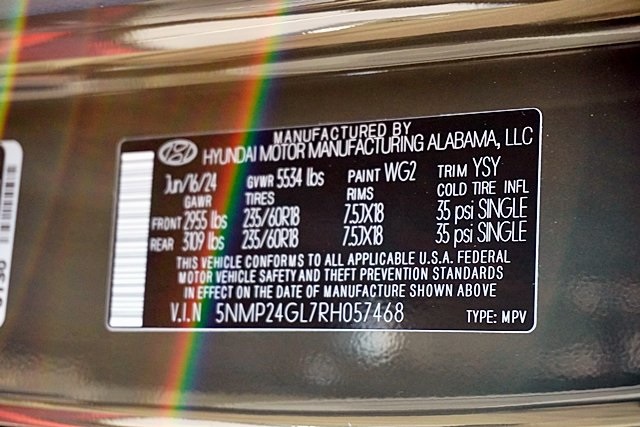 MANUFACTURED BY
HYUNDAI MOTOR MANUFACTURING ALABAMA, LLC
Jun/16/24 GVWR 5534 lbs PAINT WG2 TRIM YSY
GAWR TIRES RIMS COLD TIRE INFL
FRONT 2955 lbs 235/60R18 7.5JX18 35 psi SINGLE
REAR 3109 lbs 235/60R18 7.5JX18 35 psi SINGLE
THIS VEHICLE CONFORMS TO ALL APPLICABLE U.S.A. FEDERAL
MOTOR VEHICLE SAFETY AND THEFT PREVENTION STANDARDS
IN EFFECT ON THE DATE OF MANUFACTURE SHOWN ABOVE
V.I.N 5NMP24GL7RH057468 TYPE: MPV